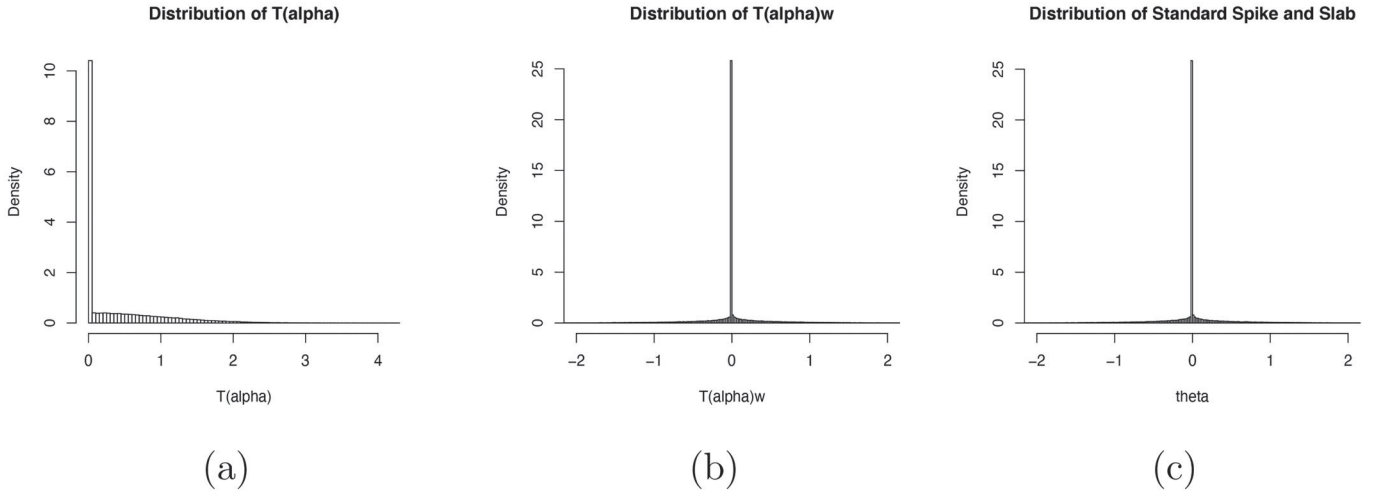 Distribution of T(alpha)
Density
0
2
4
6
8
10
0 1 2 3 4
T(alpha)
(a)
Distribution of T(alpha)w
Density
0
5
10
15
20
25
−2 −1 0 1 2
T(alpha)w
(b)
Distribution of Standard Spike and Slab
Density
0
5
10
15
20
25
−2 −1 0 1 2
theta
(c)